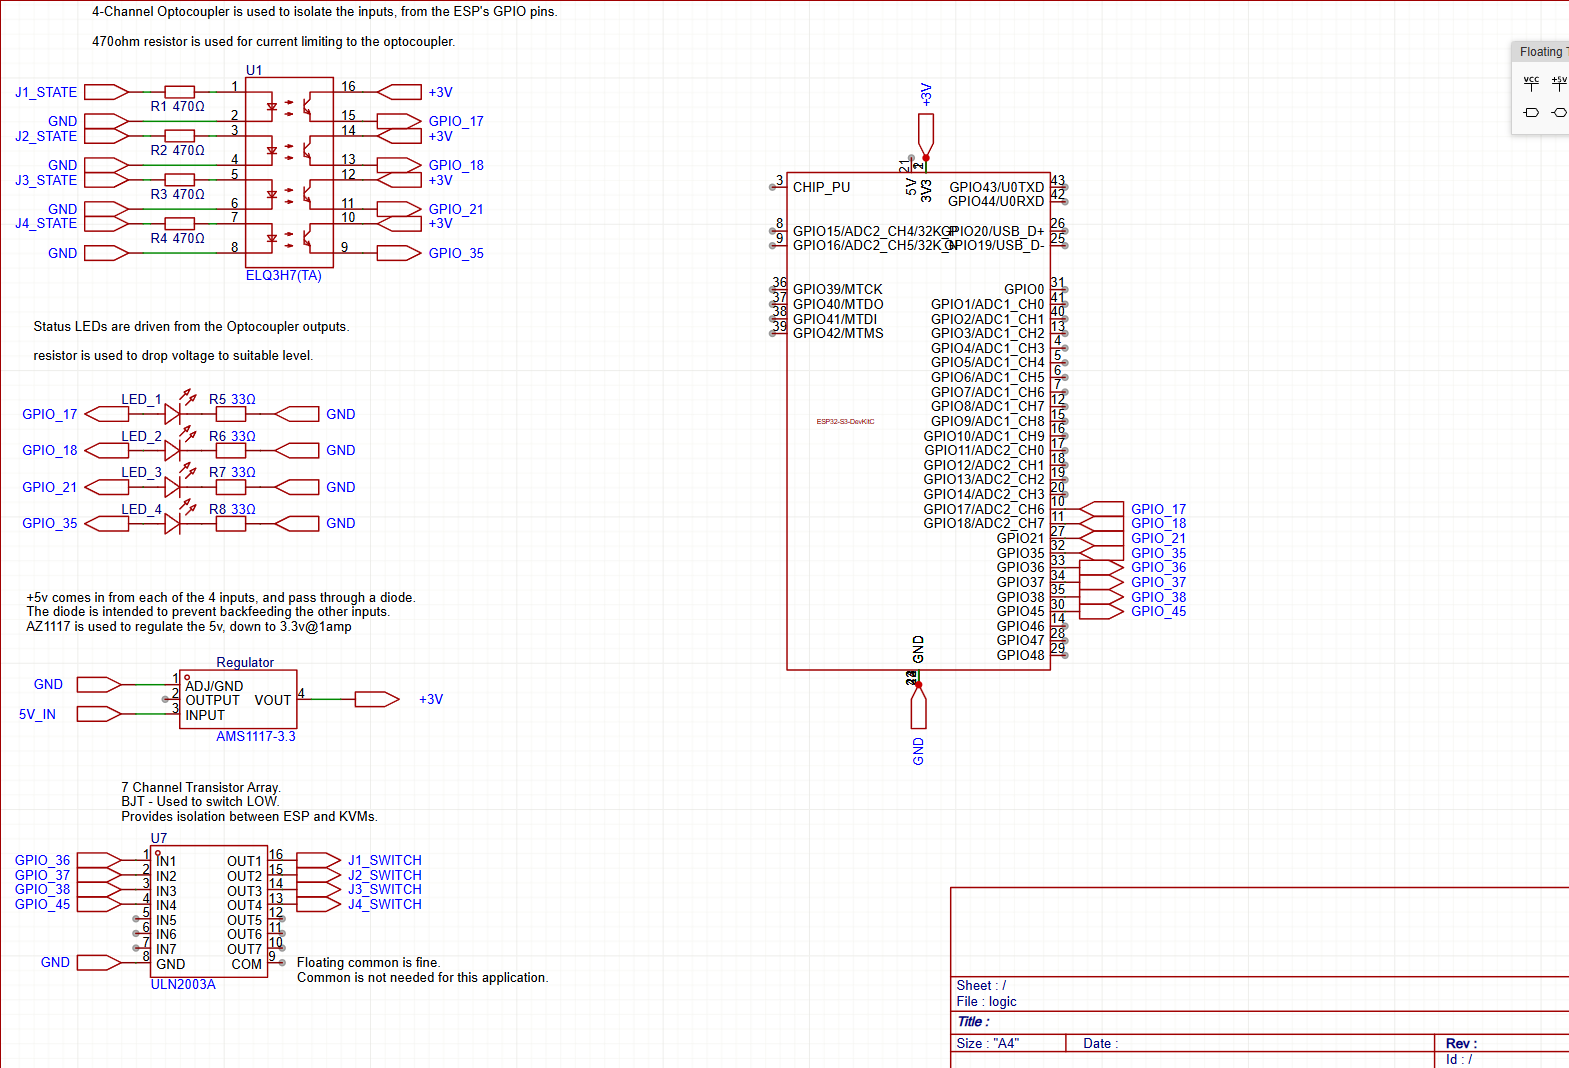 4-Channel Optocoupler is used to isolate the inputs, from the ESP's GPIO pins.
470ohm resistor is used for current limiting to the optocoupler.
U1
J1_STATE
R1 470Ω
1
16
+3V
GND
2
15
GPIO_17
J2_STATE
R2 470Ω
3
14
+3V
GND
4
13
GPIO_18
J3_STATE
R3 470Ω
5
12
+3V
GND
6
11
GPIO_21
J4_STATE
R4 470Ω
7
10
+3V
GND
8
9
GPIO_35
ELQ3H7(TA)
Status LEDs are driven from the Optocoupler outputs.
resistor is used to drop voltage to suitable level.
GPIO_17
LED_1
R5 33Ω
GND
GPIO_18
LED_2
R6 33Ω
GND
GPIO_21
LED_3
R7 33Ω
GND
GPIO_35
LED_4
R8 33Ω
GND
+5v comes in from each of the 4 inputs, and pass through a diode.
The diode is intended to prevent backfeeding the other inputs.
AZ1117 is used to regulate the 5v, down to 3.3v@1amp
Regulator
GND
1
ADJ/GND
2
OUTPUT
VOUT
4
+3V
5V_IN
3
INPUT
AMS1117-3.3
7 Channel Transistor Array.
BJT - Used to switch LOW.
Provides isolation between ESP and KVMs.
U7
GPIO_36
1
IN1
OUT1
16
J1_SWITCH
GPIO_37
2
IN2
OUT2
15
J2_SWITCH
GPIO_38
3
IN3
OUT3
14
J3_SWITCH
GPIO_45
4
IN4
OUT4
13
J4_SWITCH
5
IN5
OUT5
12
6
IN6
OUT6
11
7
IN7
OUT7
10
GND
8
GND
COM
9
ULN2003A
Floating common is fine.
Common is not needed for this application.
+3V
21
5V
3V3
3
CHIP_PU
8
GPIO15/ADC2_CH4/32K
9
GPIO16/ADC2_CH5/32K
36
GPIO39/MTCK
37
GPIO40/MTDO
38
GPIO41/MTDI
39
GPIO42/MTMS
ESP32-S3-DevKitC
GPIO43/U0TXD
43
GPIO44/U0RXD
42
GPIO20/USB_D+
26
GPIO19/USB_D-
25
GPIO0
31
GPIO1/ADC1_CH0
41
GPIO2/ADC1_CH1
40
GPIO3/ADC1_CH2
13
GPIO4/ADC1_CH3
4
GPIO5/ADC1_CH4
5
GPIO6/ADC1_CH5
6
GPIO7/ADC1_CH6
7
GPIO8/ADC1_CH7
12
GPIO9/ADC1_CH8
15
GPIO10/ADC1_CH9
16
GPIO11/ADC2_CH0
17
GPIO12/ADC2_CH1
18
GPIO13/ADC2_CH2
19
GPIO14/ADC2_CH3
20
GPIO17/ADC2_CH6
10
GPIO_17
GPIO18/ADC2_CH7
11
GPIO_18
GPIO21
27
GPIO_21
GPIO35
32
GPIO_35
GPIO36
33
GPIO_36
GPIO37
34
GPIO_37
GPIO38
35
GPIO_38
GPIO45
30
GPIO_45
GPIO46
14
GPIO47
28
GPIO48
29
GND
GND
Floating
VCC
+5V
Sheet : /
File : logic
Title :
Size : "A4"
Date :
Rev :
Id : /